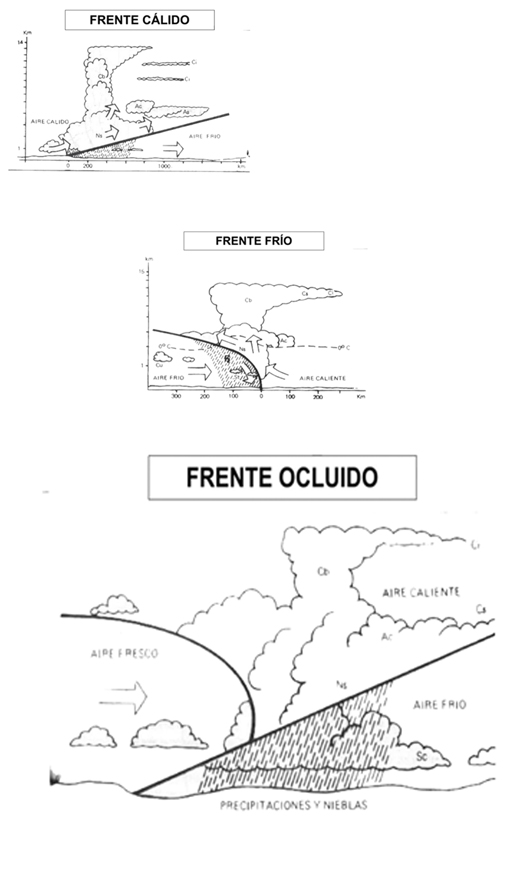 FRENTE CÁLIDO
Km
14
Cb
Ci
Ac
As
AIRE CALIDO
Ns
AIRE FRIO
1
0 200 1000 km
FRENTE FRÍO
km
15
Cb
Cs
Ci
Ac
0º C
Ns
0º C
Cu
1
AIRE FRIO
AIRE CALIENTE
300 200 100 0 100 200 Km
FRENTE OCLUIDO
Cb
Ci
AIRE CALIENTE
Cs
Ac
AIRE FRESCO
Ns
AIRE FRIO
Sc
PRECIPITACIONES Y NIEBLAS